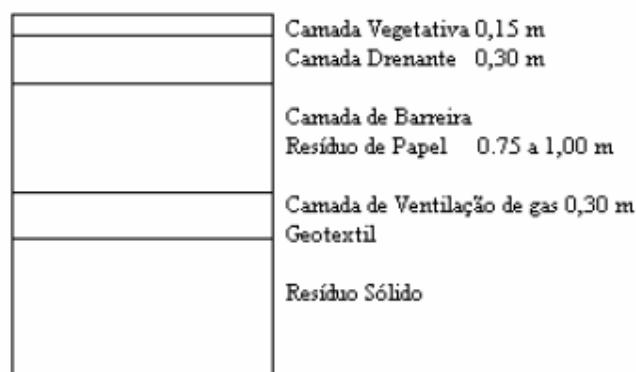 Camada Vegetativa 0,15 m
Camada Drenante 0,30 m
Camada de Barreira
Resíduo de Papel 0.75 a 1,00 m
Camada de Ventilação de gas 0,30 m
Geotextil
Resíduo Sólido